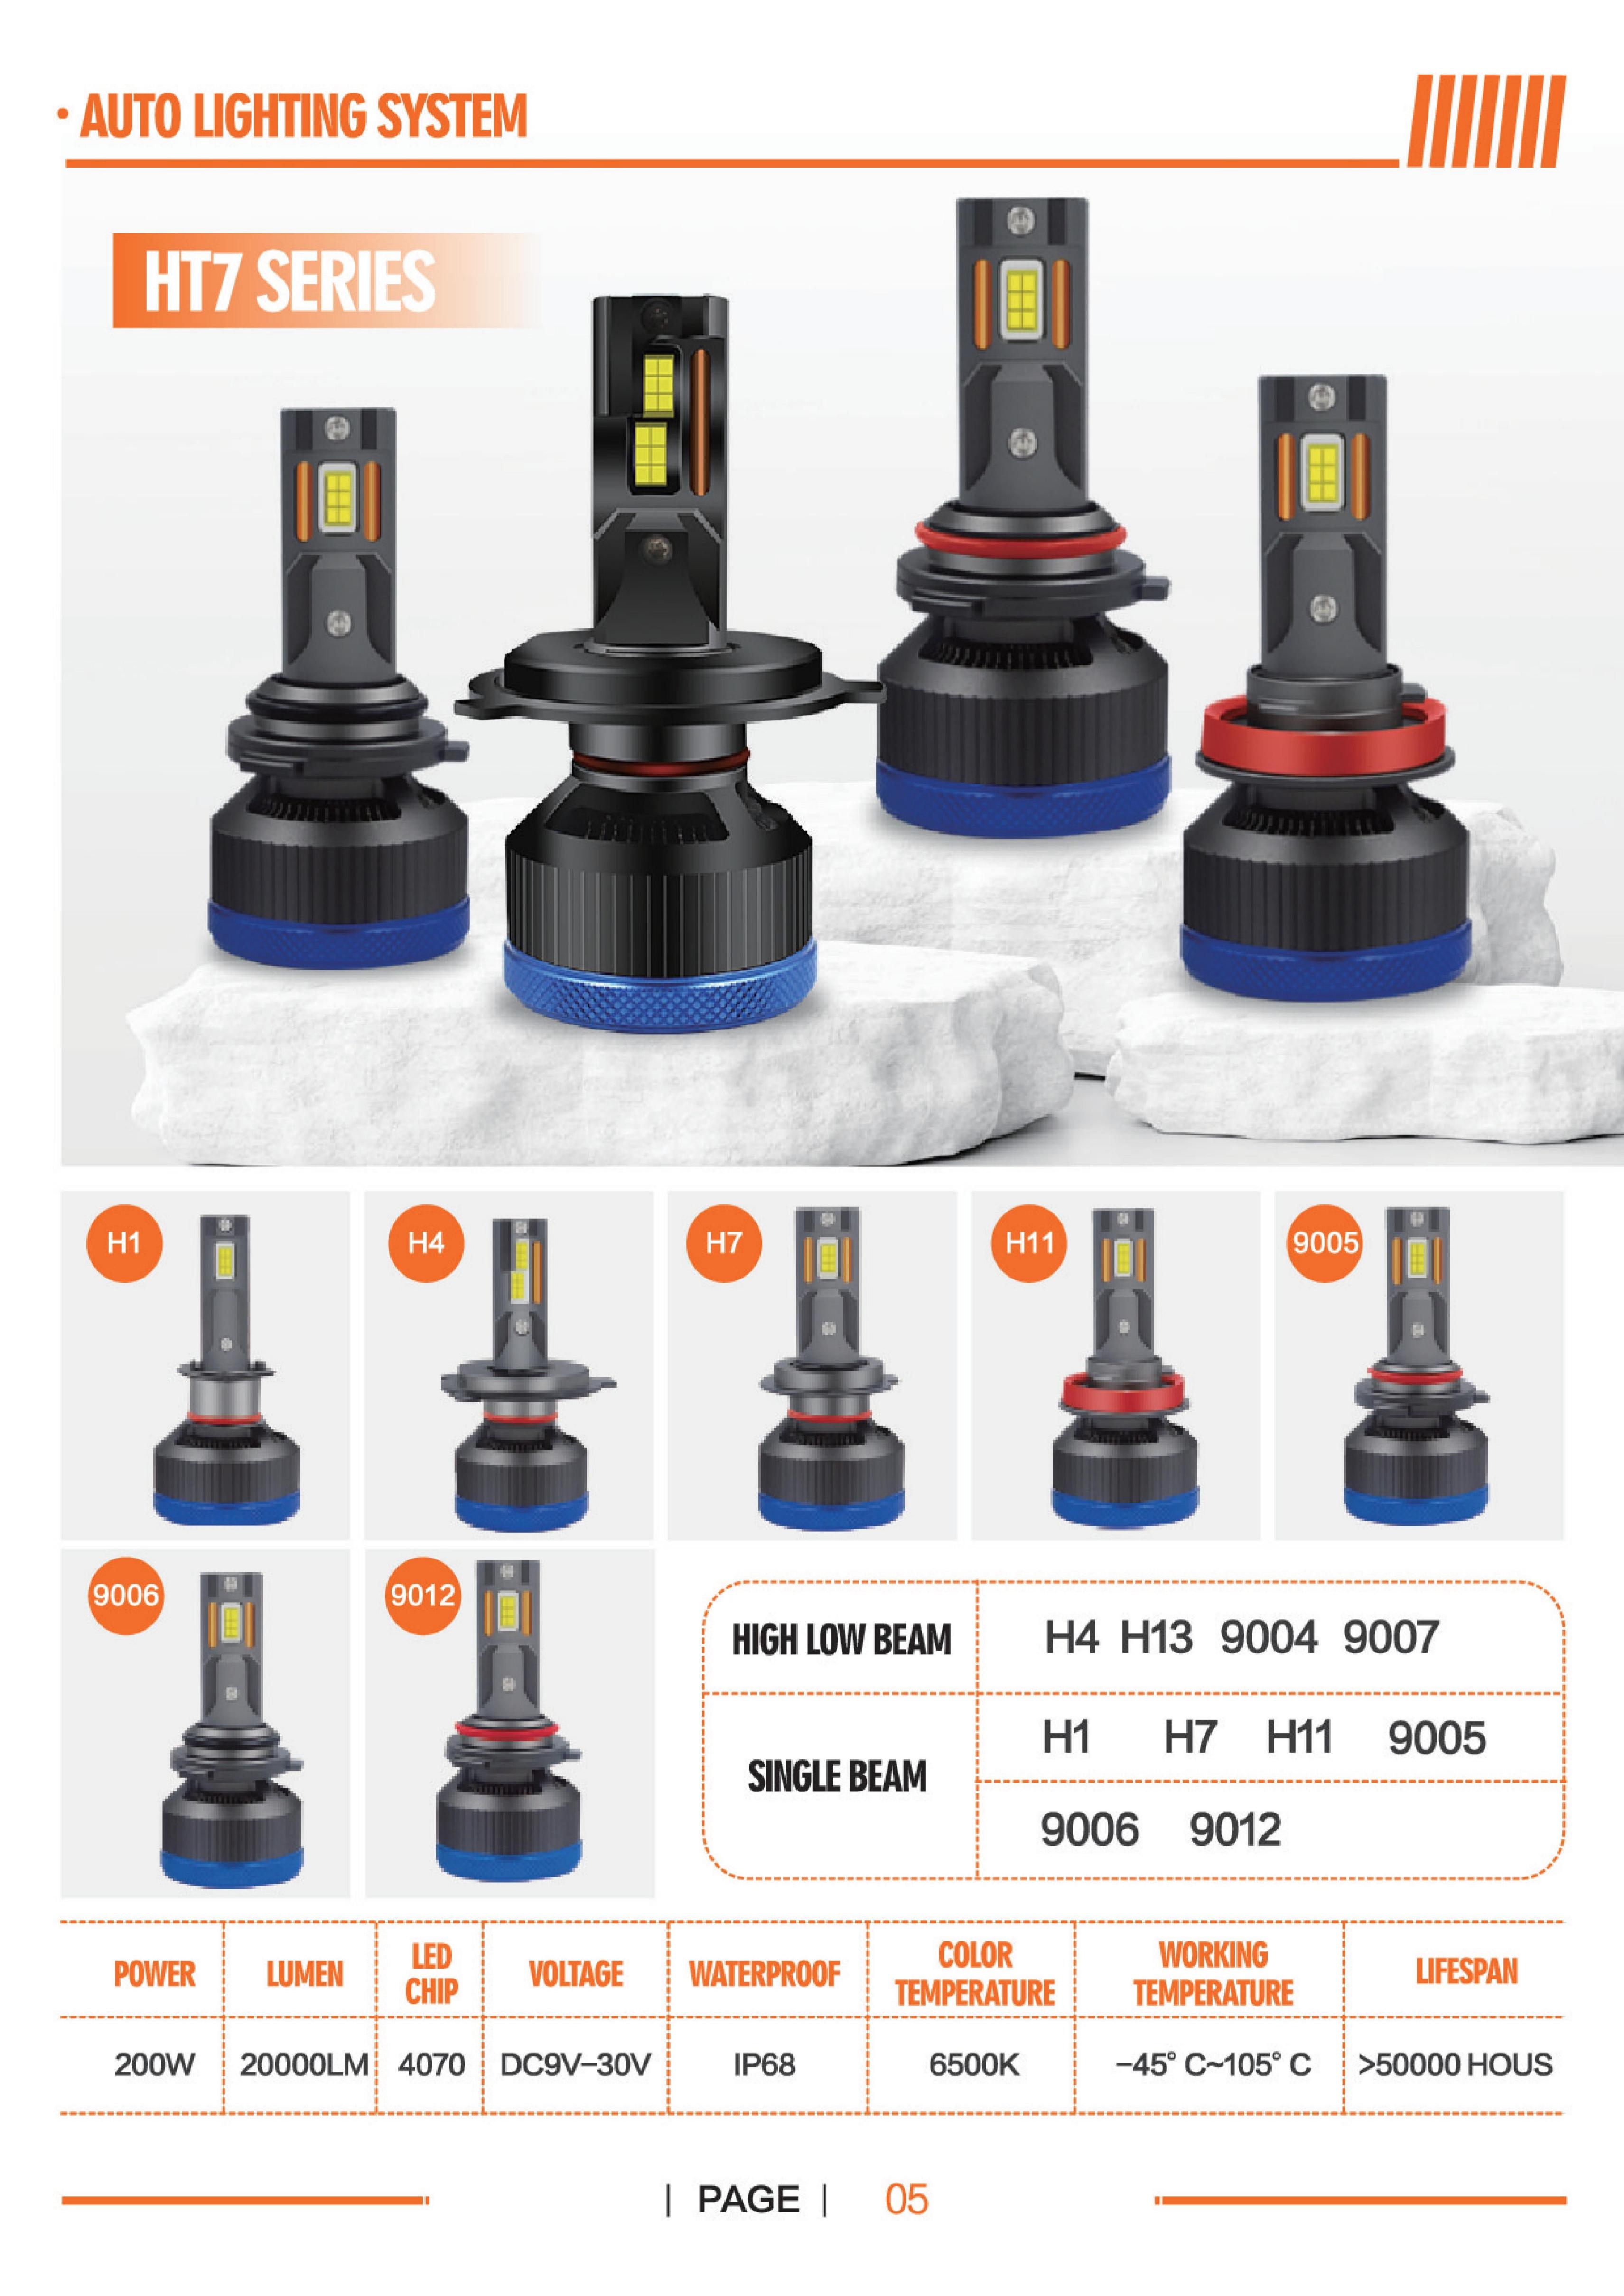 • AUTO LIGHTING SYSTEM
HT7 SERIES
H1
H4
H7
H11
9005
9006
9012
HIGH LOW BEAM
H4 H13 9004 9007
SINGLE BEAM
H1 H7 H11 9005
9006 9012
POWER
LUMEN
LED
CHIP
VOLTAGE
WATERPROOF
COLOR
TEMPERATURE
WORKING
TEMPERATURE
LIFESPAN
200W
20000LM
4070
DC9V-30V
IP68
6500K
-45° C~105° C
>50000 HOUS
| PAGE | 05